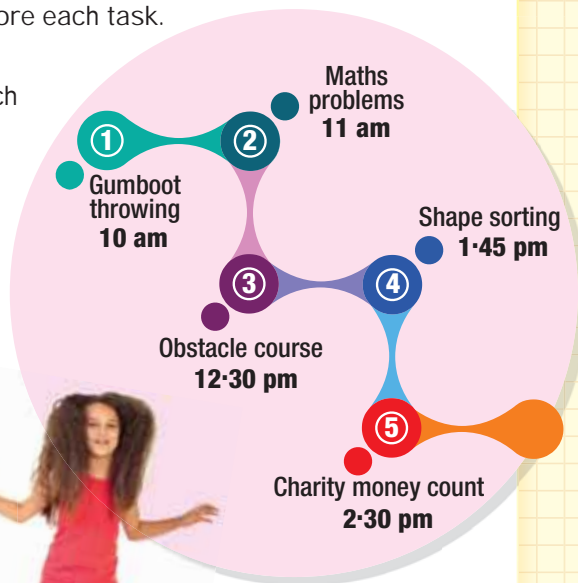 ore each task.
ch
① Gumboot
throwing
10 am
② Maths
problems
11 am
③ Obstacle course
12·30 pm
④ Shape sorting
1·45 pm
⑤ Charity money count
2·30 pm